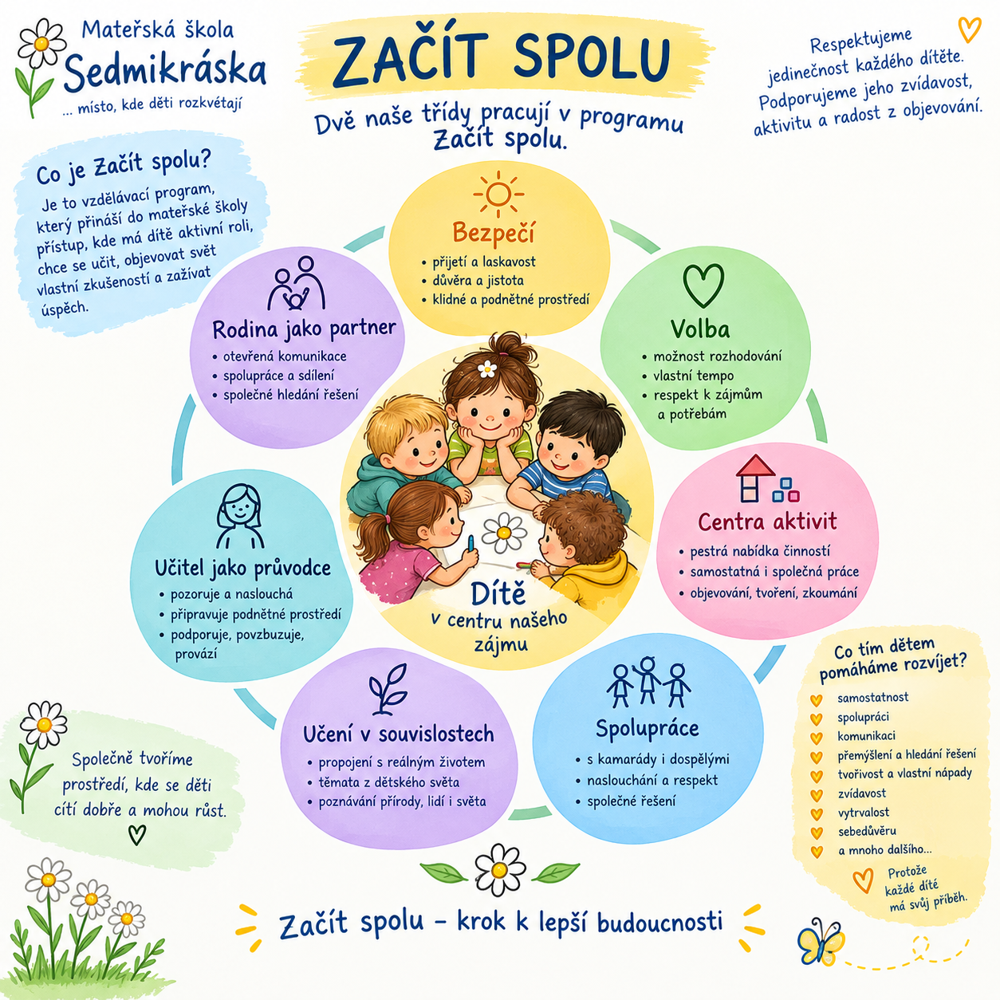 Mateřská škola
Sedmikráska
... místo, kde děti rozkvétají
ZAČÍT SPOLU
Dvě naše třídy pracují v programu
Začít spolu.
Respektujeme
jedinečnost každého dítěte.
Podporujeme jeho zvídavost,
aktivitu a radost z objevování.
Co je Začít spolu?
Je to vzdělávací program,
který přináší do mateřské školy
přístup, kde má dítě aktivní roli,
chce se učit, objevovat svět
vlastní zkušeností a zažívat
úspěch.
Bezpečí
• přijetí a laskavost
• důvěra a jistota
• klidné a podnětné prostředí
Rodina jako partner
• otevřená komunikace
• spolupráce a sdílení
• společné hledání řešení
Volba
• možnost rozhodování
• vlastní tempo
• respekt k zájmům
a potřebám
Centra aktivit
• pestrá nabídka činností
• samostatná i společná práce
• objevování, tvoření, zkoumání
Učitel jako průvodce
• pozoruje a naslouchá
• připravuje podnětné prostředí
• podporuje, povzbuzuje,
provází
Dítě
v centru našeho
zájmu
Učení v souvislostech
• propojení s reálným životem
• témata z dětského světa
• poznávání přírody, lidí i světa
Spolupráce
• s kamarády i dospělými
• naslouchání a respekt
• společné řešení
Co tím dětem
pomáháme rozvíjet?
samostatnost
spolupráci
komunikaci
přemýšlení a hledání řešení
tvořivost a vlastní nápady
zvídavost
vytrvalost
sebedůvěru
a mnoho dalšího...
Protože
každé dítě
má svůj příběh.
Společně tvoříme
prostředí, kde se děti
cítí dobře a mohou růst.
Začít spolu – krok k lepší budoucnosti